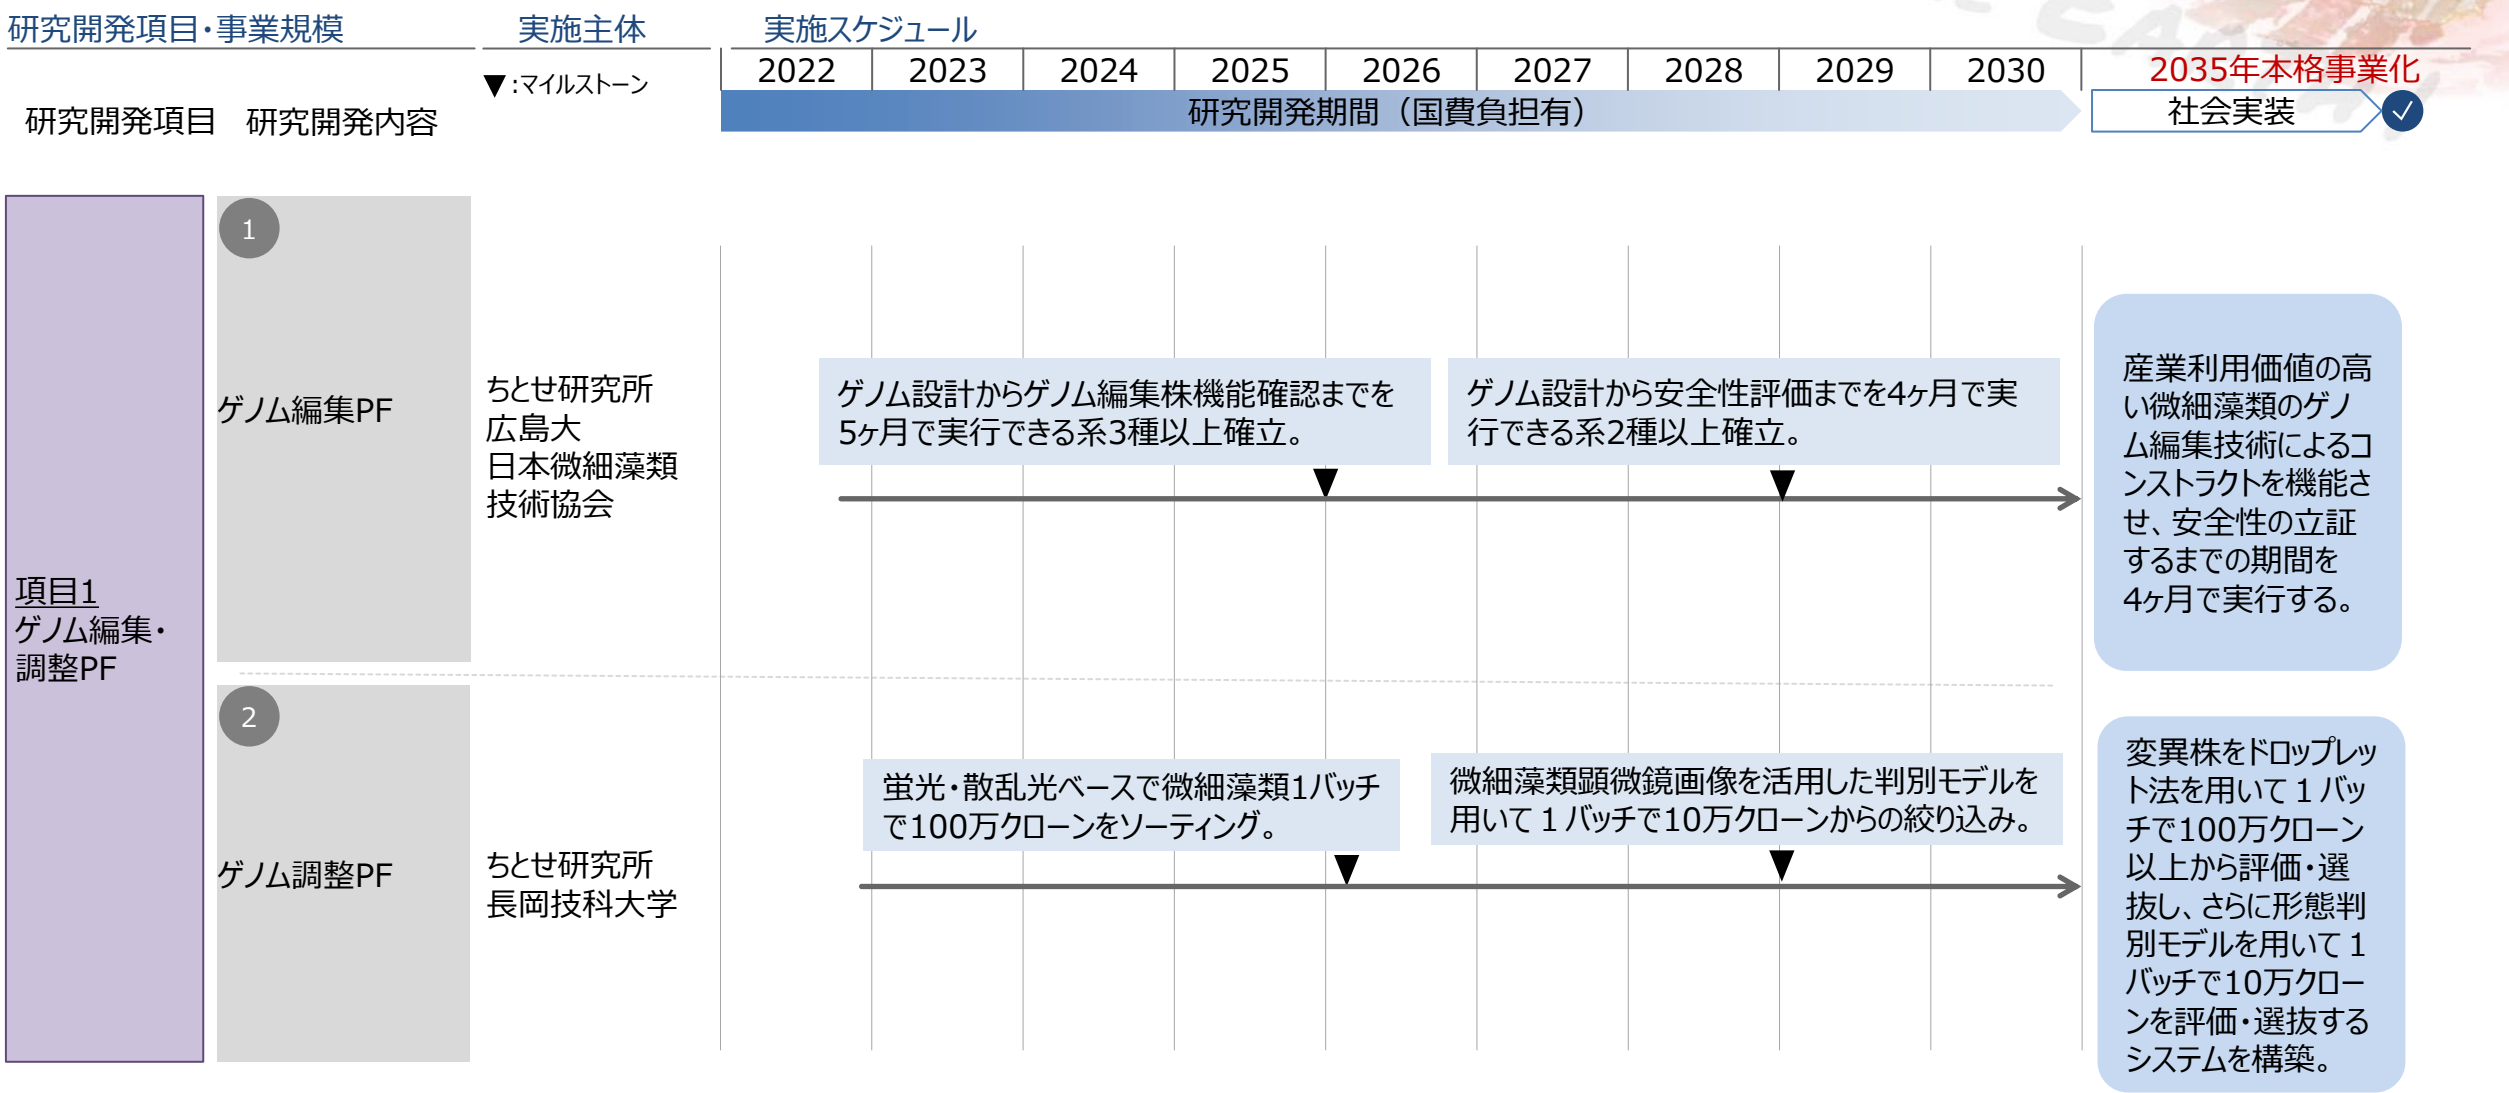 研究開発項目・事業規模
実施主体
実施スケジュール
▼:マイルストーン
2022
2023
2024
2025
2026
2027
2028
2029
2030
2035年本格事業化
研究開発項目
研究開発内容
研究開発期間（国費負担有）
社会実装
項目1
ゲノム編集・
調整PF
1
ゲノム編集PF
ちとせ研究所
広島大
日本微細藻類
技術協会
ゲノム設計からゲノム編集株機能確認までを
5ヶ月で実行できる系3種以上確立。
ゲノム設計から安全性評価までを4ヶ月で実
行できる系2種以上確立。
産業利用価値の高
い微細藻類のゲノ
ム編集技術によるコ
ンストラクトを機能さ
せ、安全性の立証
するまでの期間を
4ヶ月で実行する。
2
ゲノム調整PF
ちとせ研究所
長岡技科大学
蛍光・散乱光ベースで微細藻類1バッチ
で100万クローンをソーティング。
微細藻類顕微鏡画像を活用した判別モデルを
用いて１バッチで10万クローンからの絞り込み。
変異株をドロップレッ
ト法を用いて１バッ
チで100万クローン
以上から評価・選
抜し、さらに形態判
別モデルを用いて１
バッチで10万クロー
ンを評価・選抜する
システムを構築。